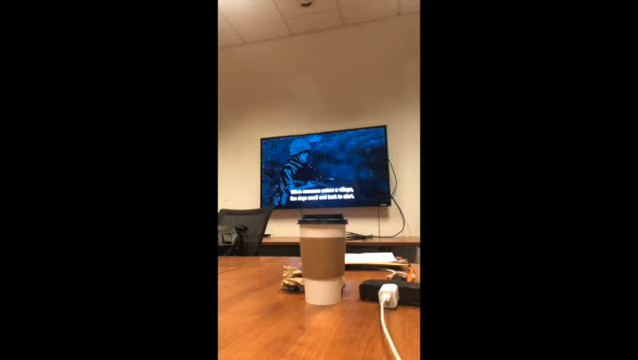 When someone enters a village,
the dogs smell and bark to alert.